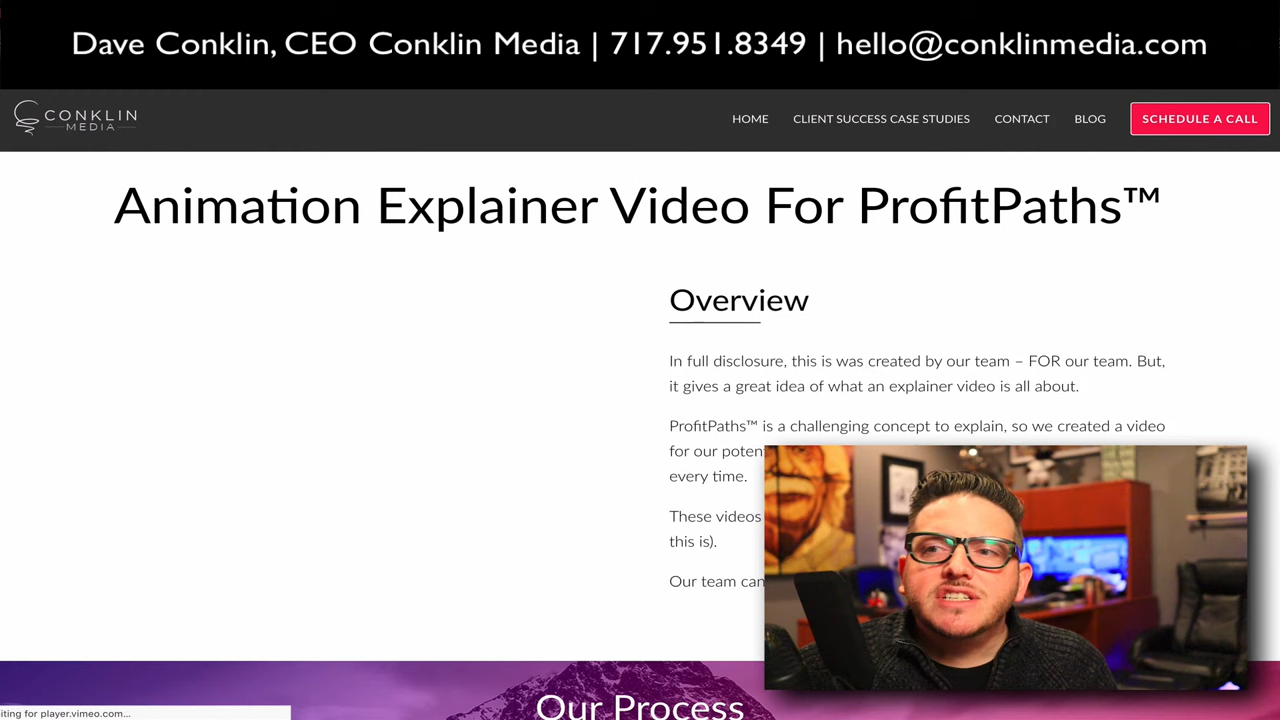 Dave Conklin, CEO Conklin Media | 717.951.8349 | hello@conklinmedia.com
CONKLIN
MEDIA
HOME
CLIENT SUCCESS CASE STUDIES
CONTACT
BLOG
SCHEDULE A CALL
Animation Explainer Video For ProfitPaths™
Overview
In full disclosure, this is was created by our team – FOR our team. But,
it gives a great idea of what an explainer video is all about.
ProfitPaths™ is a challenging concept to explain, so we created a video
for our poten
every time.
These videos
this is).
Our team can
Our Process
iting for player.vimeo.com...